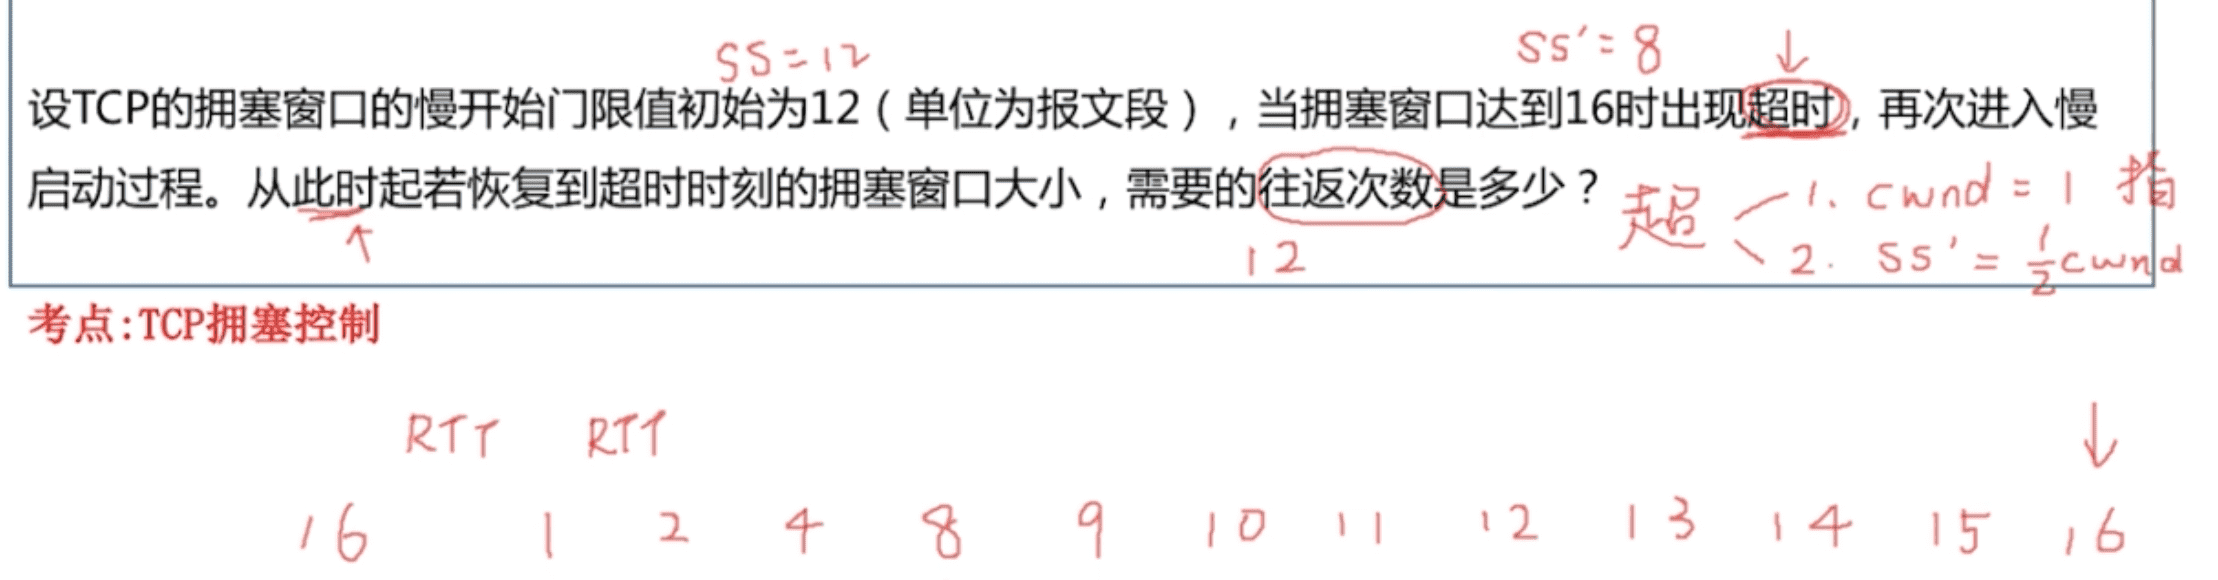 SS=12
SS'=8 ↓
设TCP的拥塞窗口的慢开始门限值初始为12（单位为报文段），当拥塞窗口达到16时出现超时，再次进入慢
启动过程。从此时起若恢复到超时时刻的拥塞窗口大小，需要的往返次数是多少？
超 1. cwnd = 1 指
2. SS' = 1/2 cwnd
↑
12
考点:TCP拥塞控制
RTT RTT ↓
16 1 2 4 8 9 10 11 12 13 14 15 16